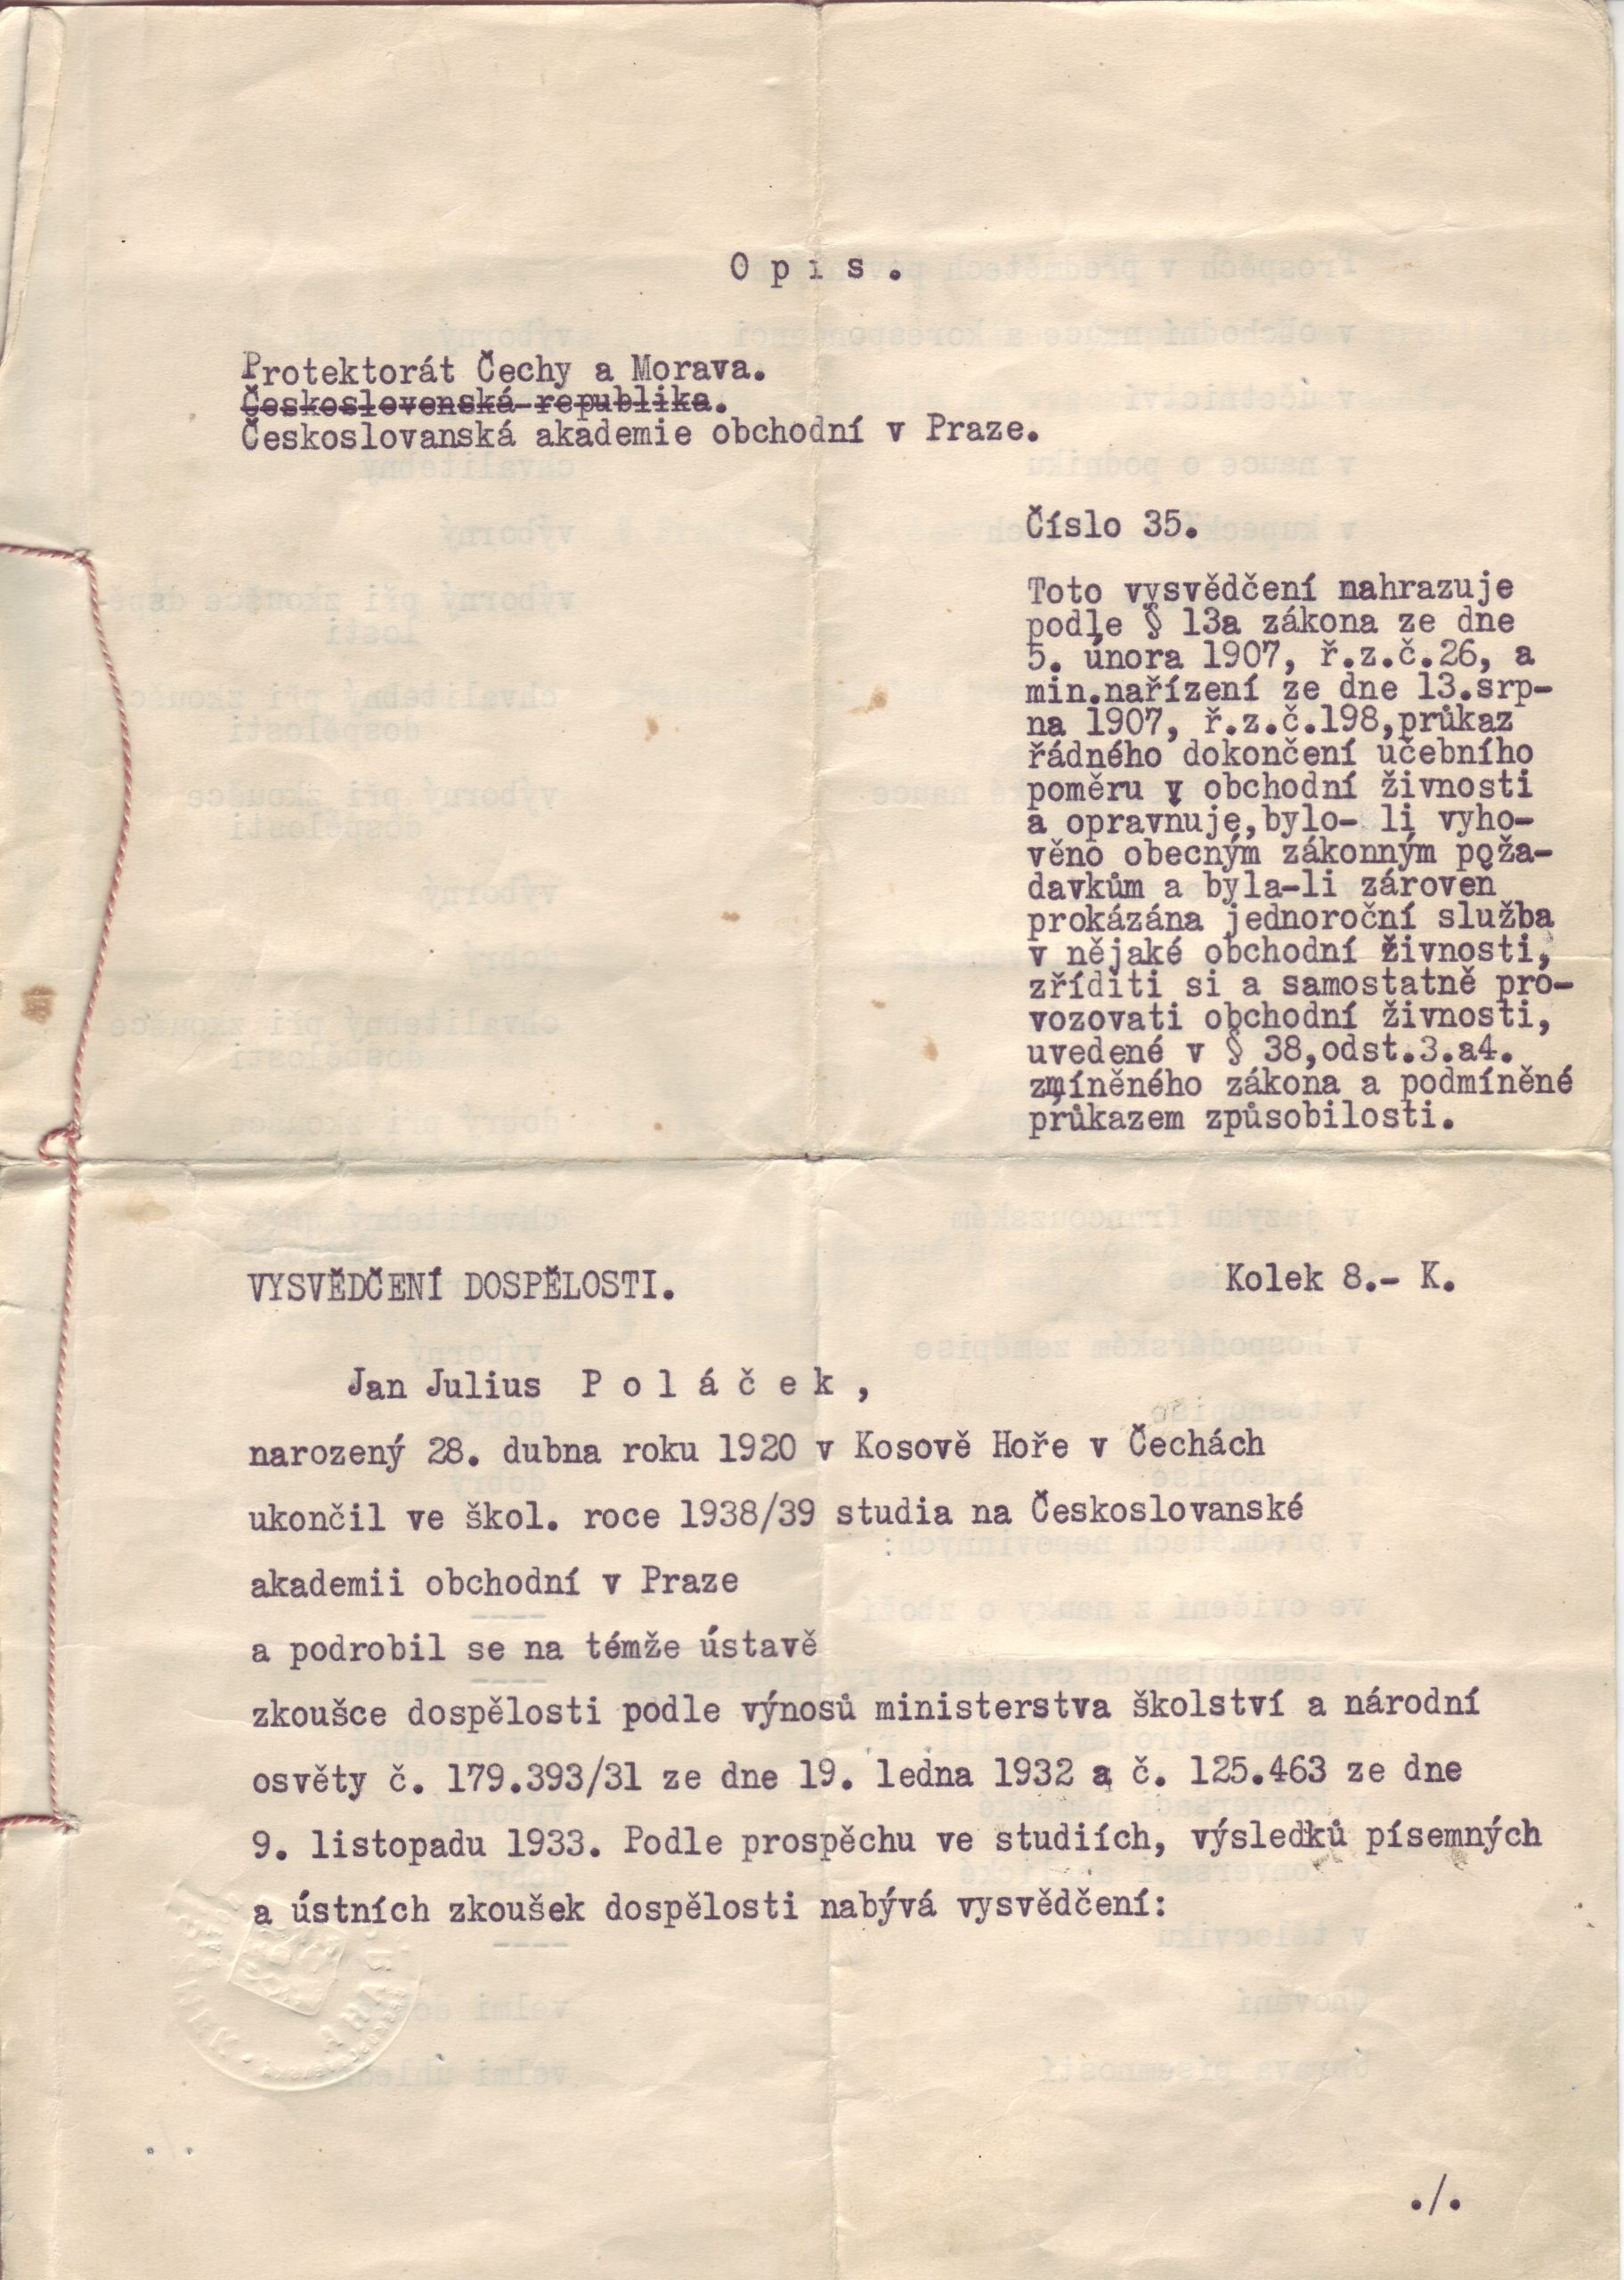 Opis.
Protektorát Čechy a Morava.
Československá republika.
Českoslovanská akademie obchodní v Praze.
Číslo 35.
Toto vysvědčení nahrazuje
podle § 13a zákona ze dne
5. února 1907, ř.z.č.26, a
min.nařízení ze dne 13.srp-
na 1907, ř.z.č.198,průkaz
řádného dokončení učebního
poměru v obchodní živnosti
a opravnuje,bylo- li vyho-
věno obecným zákonným poža-
davkům a byla-li zároveň
prokázána jednoroční služba
v nějaké obchodní živnosti,
zříditi si a samostatně pro-
vozovati obchodní živnosti,
uvedené v § 38,odst.3.a4.
zmíněného zákona a podmíněné
průkazem způsobilosti.
VYSVĚDČENÍ DOSPĚLOSTI.
Kolek 8.- K.
Jan Julius Poláček,
narozený 28. dubna roku 1920 v Kosově Hoře v Čechách
ukončil ve škol. roce 1938/39 studia na Českoslovanské
akademii obchodní v Praze
a podrobil se na témže ústavě
zkoušce dospělosti podle výnosů ministerstva školství a národní
osvěty č. 179.393/31 ze dne 19. ledna 1932 a č. 125.463 ze dne
9. listopadu 1933. Podle prospěchu ve studiích, výsledků písemných
a ústních zkoušek dospělosti nabývá vysvědčení:
./.